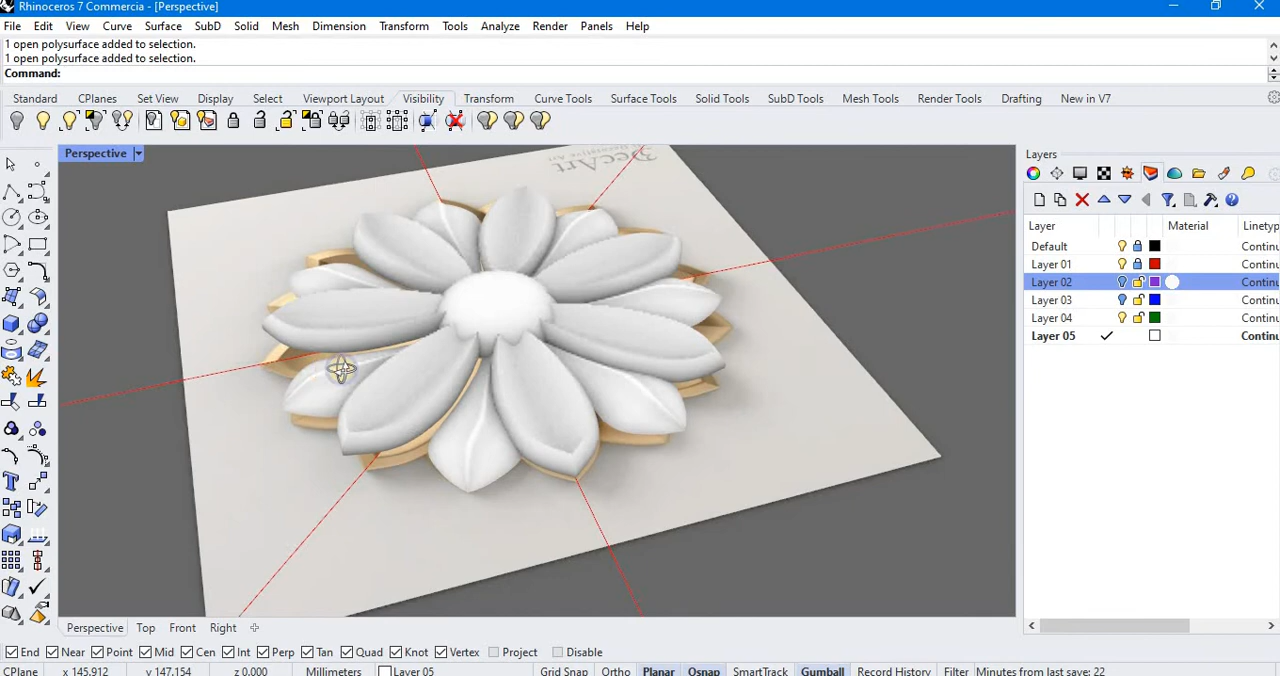 Rhinoceros 7 Commercia - [Perspective]
File Edit View Curve Surface SubD Solid Mesh Dimension Transform Tools Analyze Render Panels Help
1 open polysurface added to selection.
1 open polysurface added to selection.
Command:
Standard CPlanes Set View Display Select Viewport Layout Visibility Transform Curve Tools Surface Tools Solid Tools SubD Tools Mesh Tools Render Tools Drafting New in V7
Perspective
Layers
Layer Material Linetyp
Default Continu
Layer 01 Continu
Layer 02 Continu
Layer 03 Continu
Layer 04 Continu
Layer 05 Continu
DecArt
Perspective Top Front Right
End Near Point Mid Cen Int Perp Tan Quad Knot Vertex Project Disable
CPlane x 145.912 y 147.154 z 0.000 Millimeters Layer 05 Grid Snap Ortho Planar Osnap SmartTrack Gumball Record History Filter Minutes from last save: 22